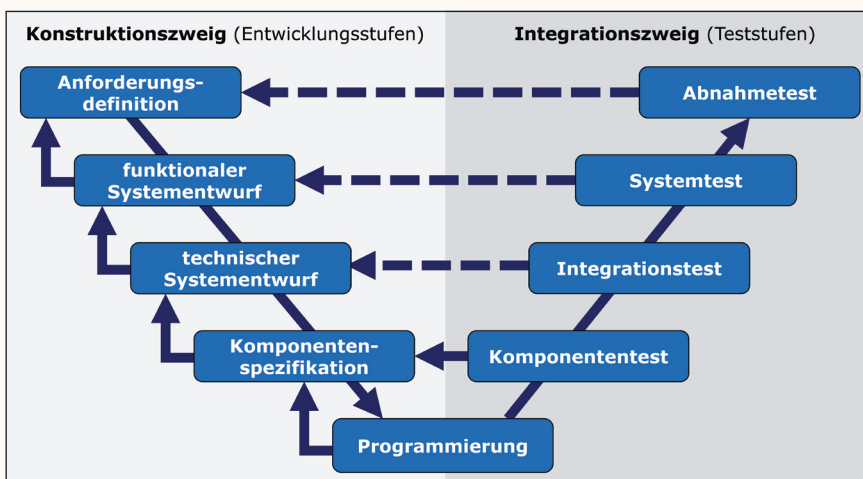 Konstruktionszweig (Entwicklungsstufen)
Integrationszweig (Teststufen)
Anforderungs-
definition
Abnahmetest
funktionaler
Systementwurf
Systemtest
technischer
Systementwurf
Integrationstest
Komponenten-
spezifikation
Komponententest
Programmierung